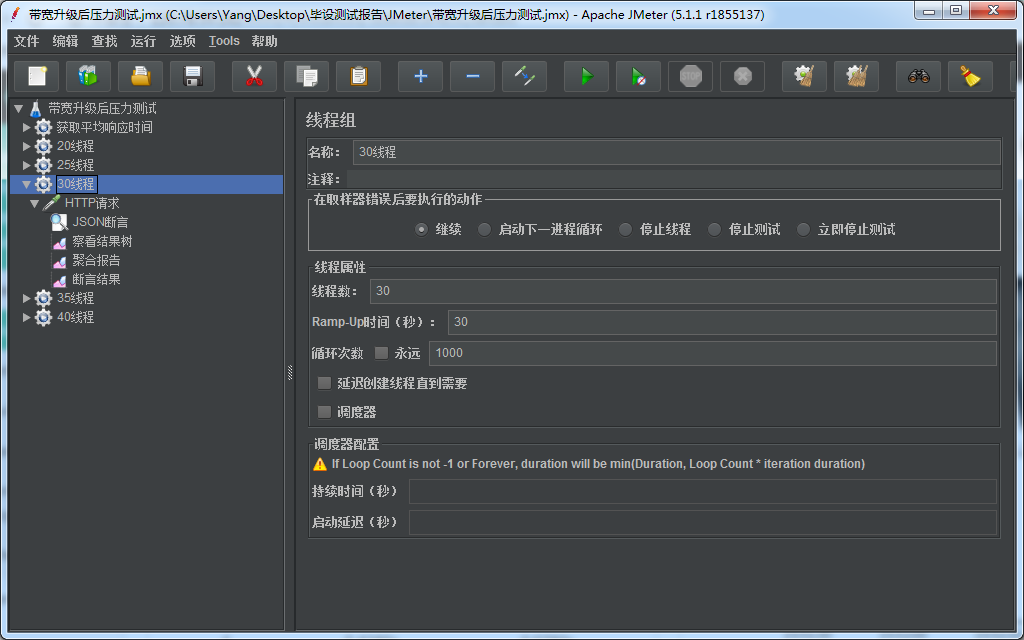 带宽升级后压力测试.jmx (C:\Users\Yang\Desktop\毕设测试报告\JMeter\带宽升级后压力测试.jmx) - Apache JMeter (5.1.1 r1855137)
文件 编辑 查找 运行 选项 Tools 帮助
STOP
带宽升级后压力测试
获取平均响应时间
20线程
25线程
30线程
HTTP请求
JSON断言
察看结果树
聚合报告
断言结果
35线程
40线程
线程组
名称： 30线程
注释：
在取样器错误后要执行的动作
继续 启动下一进程循环 停止线程 停止测试 立即停止测试
线程属性
线程数： 30
Ramp-Up时间（秒）： 30
循环次数 永远 1000
延迟创建线程直到需要
调度器
调度器配置
If Loop Count is not -1 or Forever, duration will be min(Duration, Loop Count * iteration duration)
持续时间（秒）
启动延迟（秒）